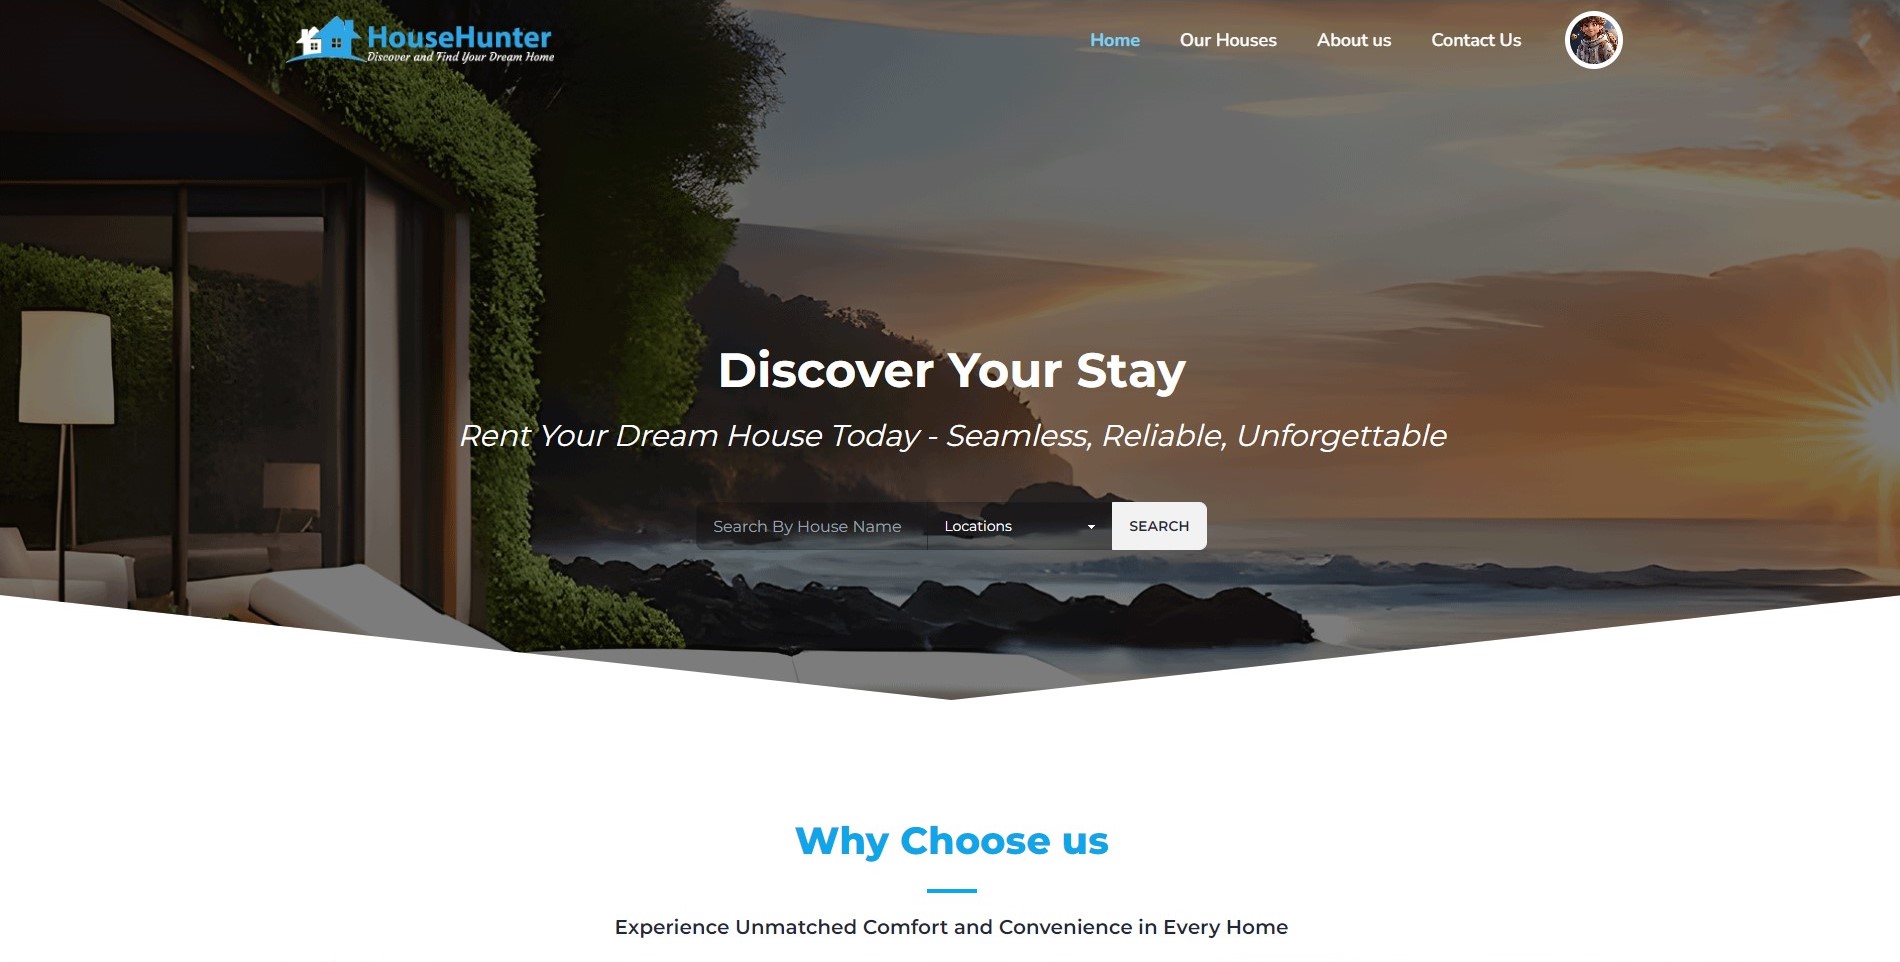 HouseHunter
Discover and Find Your Dream Home
Home Our Houses About us Contact Us
Discover Your Stay
Rent Your Dream House Today - Seamless, Reliable, Unforgettable
Search By House Name Locations SEARCH
Why Choose us
Experience Unmatched Comfort and Convenience in Every Home